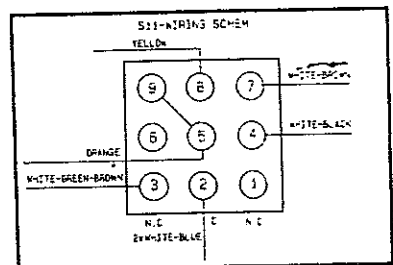 S11-WIRING SCHEM
YELLOW
9 8 7
WHITE-BROWN
6 5 4
WHITE-BLACK
ORANGE
WHITE-GREEN-BROWN
3 2 1
N.C C N.C
2xWHITE-BLUE